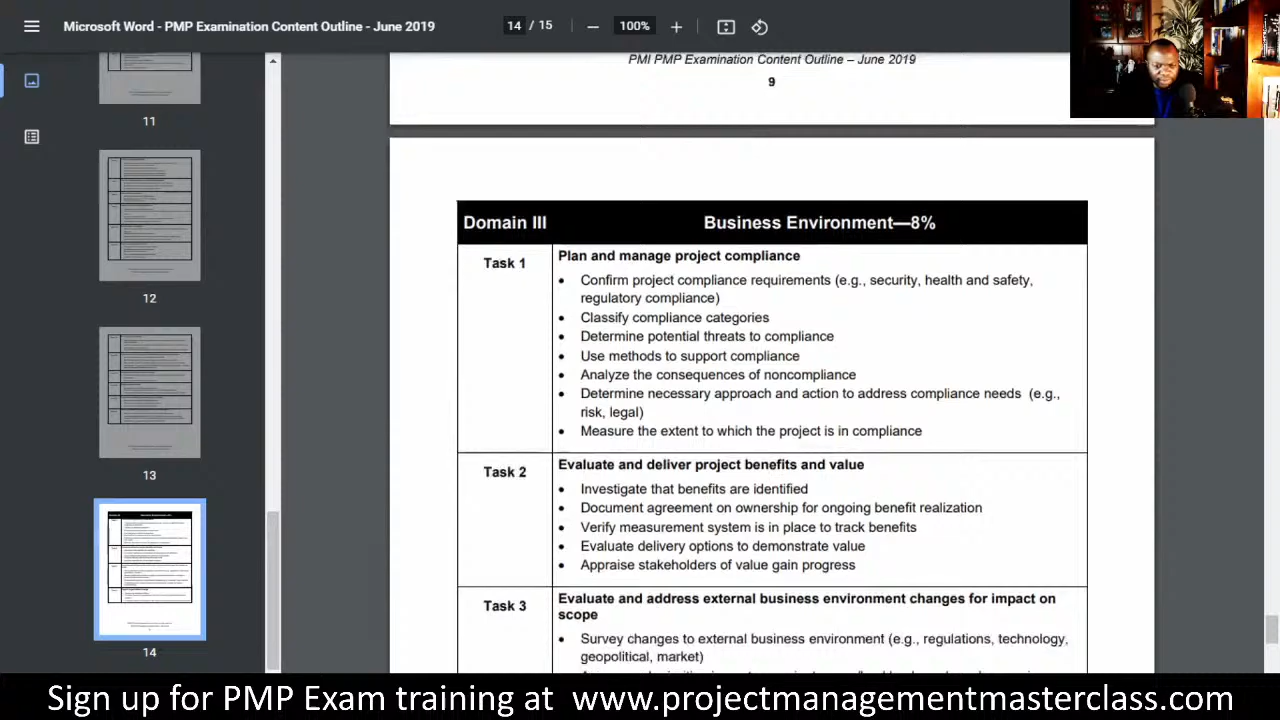 Microsoft Word - PMP Examination Content Outline - June 2019
14 / 15
100%
11
12
13
14
PMI PMP Examination Content Outline – June 2019
9
Domain III
Business Environment—8%
Task 1
Plan and manage project compliance
• Confirm project compliance requirements (e.g., security, health and safety,
regulatory compliance)
• Classify compliance categories
• Determine potential threats to compliance
• Use methods to support compliance
• Analyze the consequences of noncompliance
• Determine necessary approach and action to address compliance needs (e.g.,
risk, legal)
• Measure the extent to which the project is in compliance
Task 2
Evaluate and deliver project benefits and value
• Investigate that benefits are identified
• Document agreement on ownership for ongoing benefit realization
• Verify measurement system is in place to track benefits
• Evaluate delivery options to demonstrate value
• Appraise stakeholders of value gain progress
Task 3
Evaluate and address external business environment changes for impact on
scope
• Survey changes to external business environment (e.g., regulations, technology,
geopolitical, market)
Sign up for PMP Exam training at www.projectmanagementmasterclass.com